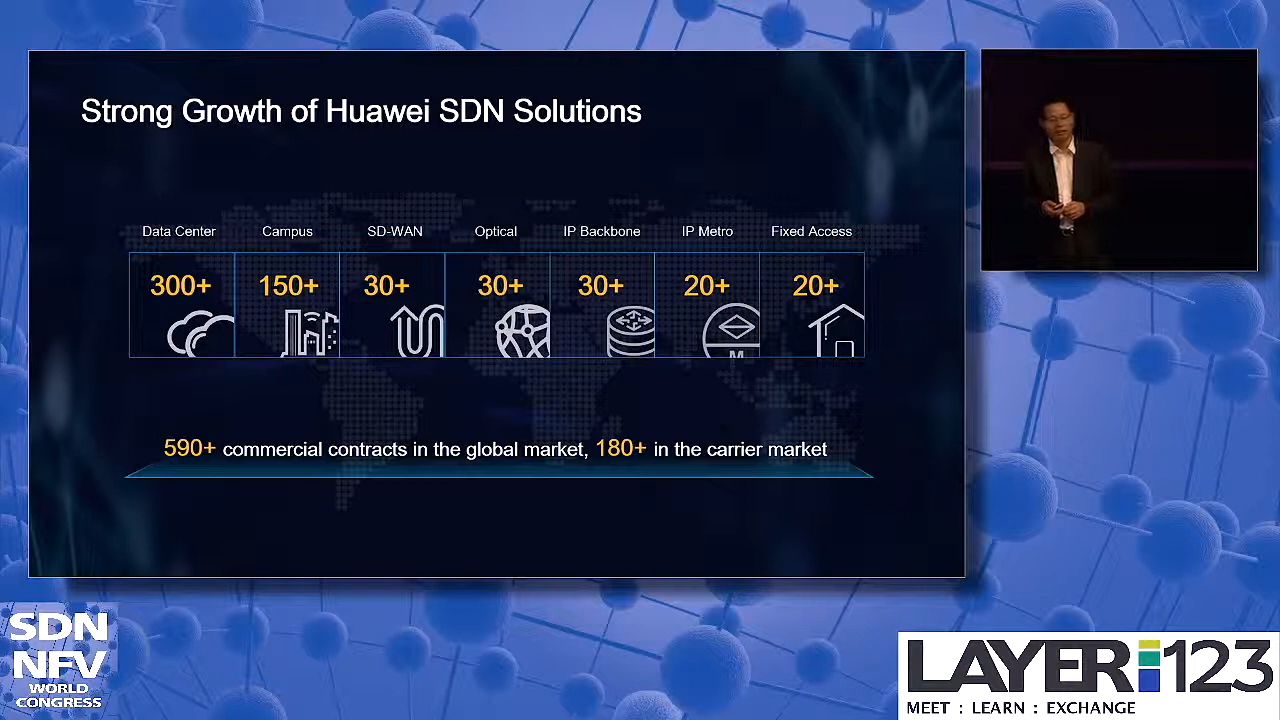 Strong Growth of Huawei SDN Solutions
Data Center Campus SD-WAN Optical IP Backbone IP Metro Fixed Access
300+ 150+ 30+ 30+ 30+ 20+ 20+
M
590+ commercial contracts in the global market, 180+ in the carrier market
SDN
NFV
WORLD
CONGRESS
LAYER123
MEET : LEARN : EXCHANGE